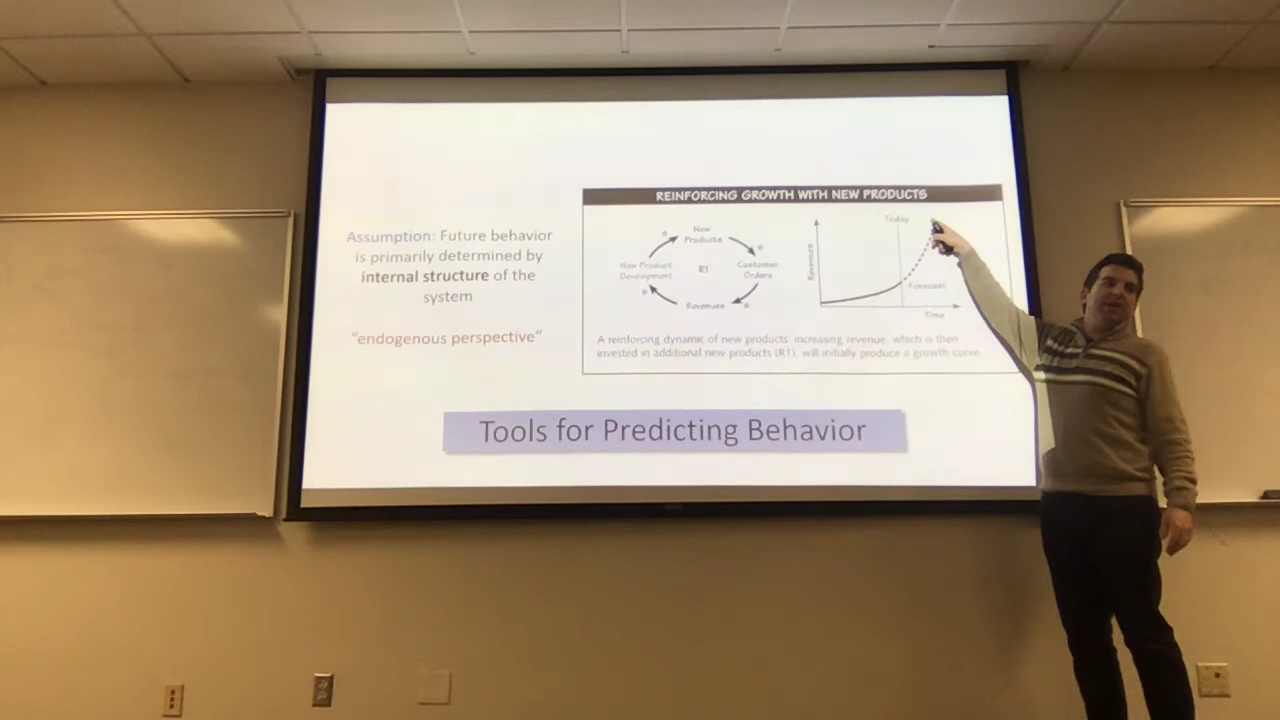 Assumption: Future behavior
is primarily determined by
internal structure of the
system
"endogenous perspective"
REINFORCING GROWTH WITH NEW PRODUCTS
New
Products
New Product
Development
R1
Customer
Orders
Revenues
Revenues
Today
Forecast
Time
A reinforcing dynamic of new products increasing revenue, which is then
invested in additional new products (R1), will initially produce a growth curve
Tools for Predicting Behavior